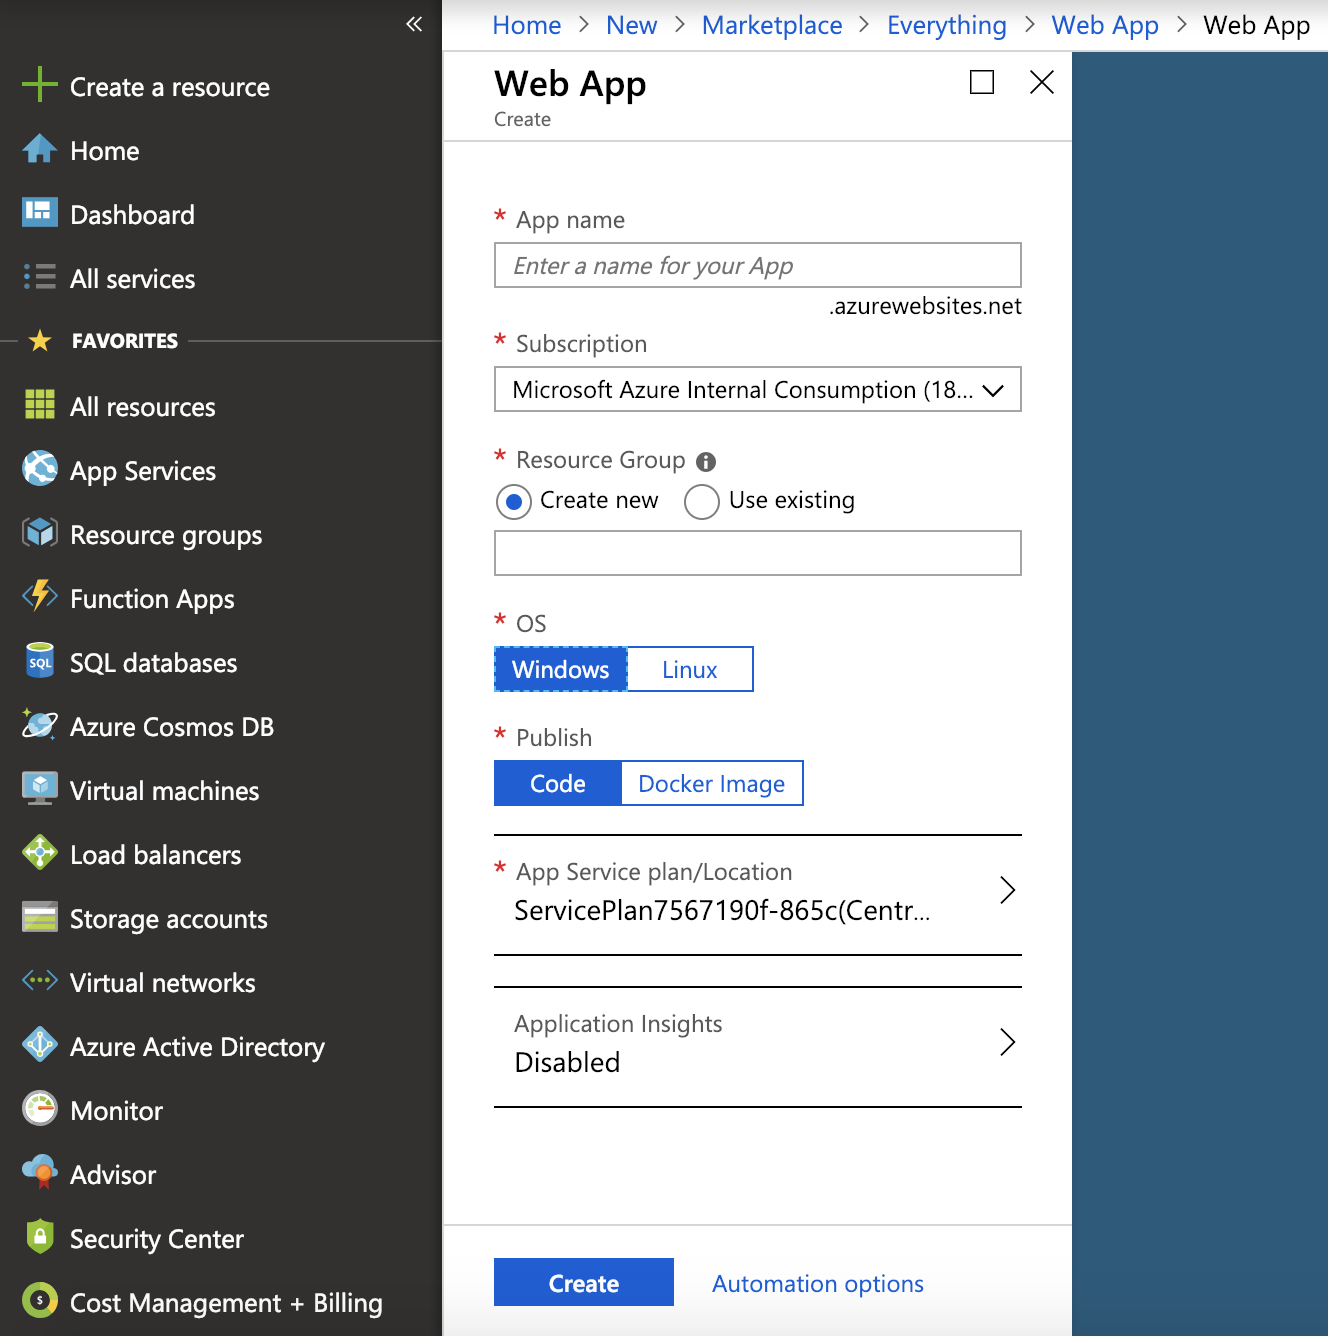 Create a resource
Home
Dashboard
All services
FAVORITES
All resources
App Services
Resource groups
Function Apps
SQL
SQL databases
Azure Cosmos DB
Virtual machines
Load balancers
Storage accounts
Virtual networks
Azure Active Directory
Monitor
Advisor
Security Center
$
Cost Management + Billing
Home > New > Marketplace > Everything > Web App > Web App
Web App
Create
* App name
Enter a name for your App
.azurewebsites.net
* Subscription
Microsoft Azure Internal Consumption (18...
* Resource Group
Create new Use existing
* OS
Windows Linux
* Publish
Code Docker Image
* App Service plan/Location
ServicePlan7567190f-865c(Centr...
Application Insights
Disabled
Create Automation options